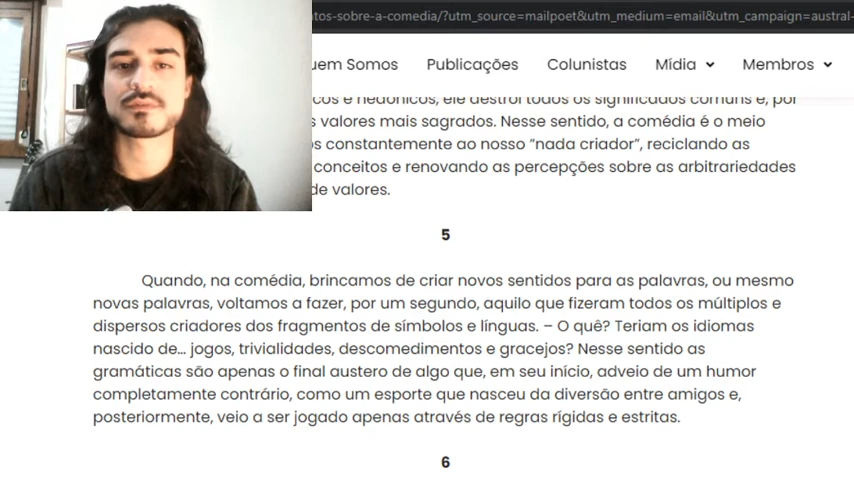 ntos-sobre-a-comedia/?utm_source=mailpoet&utm_medium=email&utm_campaign=austral-
uem Somos Publicações Colunistas Mídia Membros
cos e hedônicos, ele destrói todos os significados comuns e, por
s valores mais sagrados. Nesse sentido, a comédia é o meio
os constantemente ao nosso “nada criador”, reciclando as
conceitos e renovando as percepções sobre as arbitrariedades
de valores.
5
Quando, na comédia, brincamos de criar novos sentidos para as palavras, ou mesmo
novas palavras, voltamos a fazer, por um segundo, aquilo que fizeram todos os múltiplos e
dispersos criadores dos fragmentos de símbolos e línguas. – O quê? Teriam os idiomas
nascido de... jogos, trivialidades, descomedimentos e gracejos? Nesse sentido as
gramáticas são apenas o final austero de algo que, em seu início, adveio de um humor
completamente contrário, como um esporte que nasceu da diversão entre amigos e,
posteriormente, veio a ser jogado apenas através de regras rígidas e estritas.
6